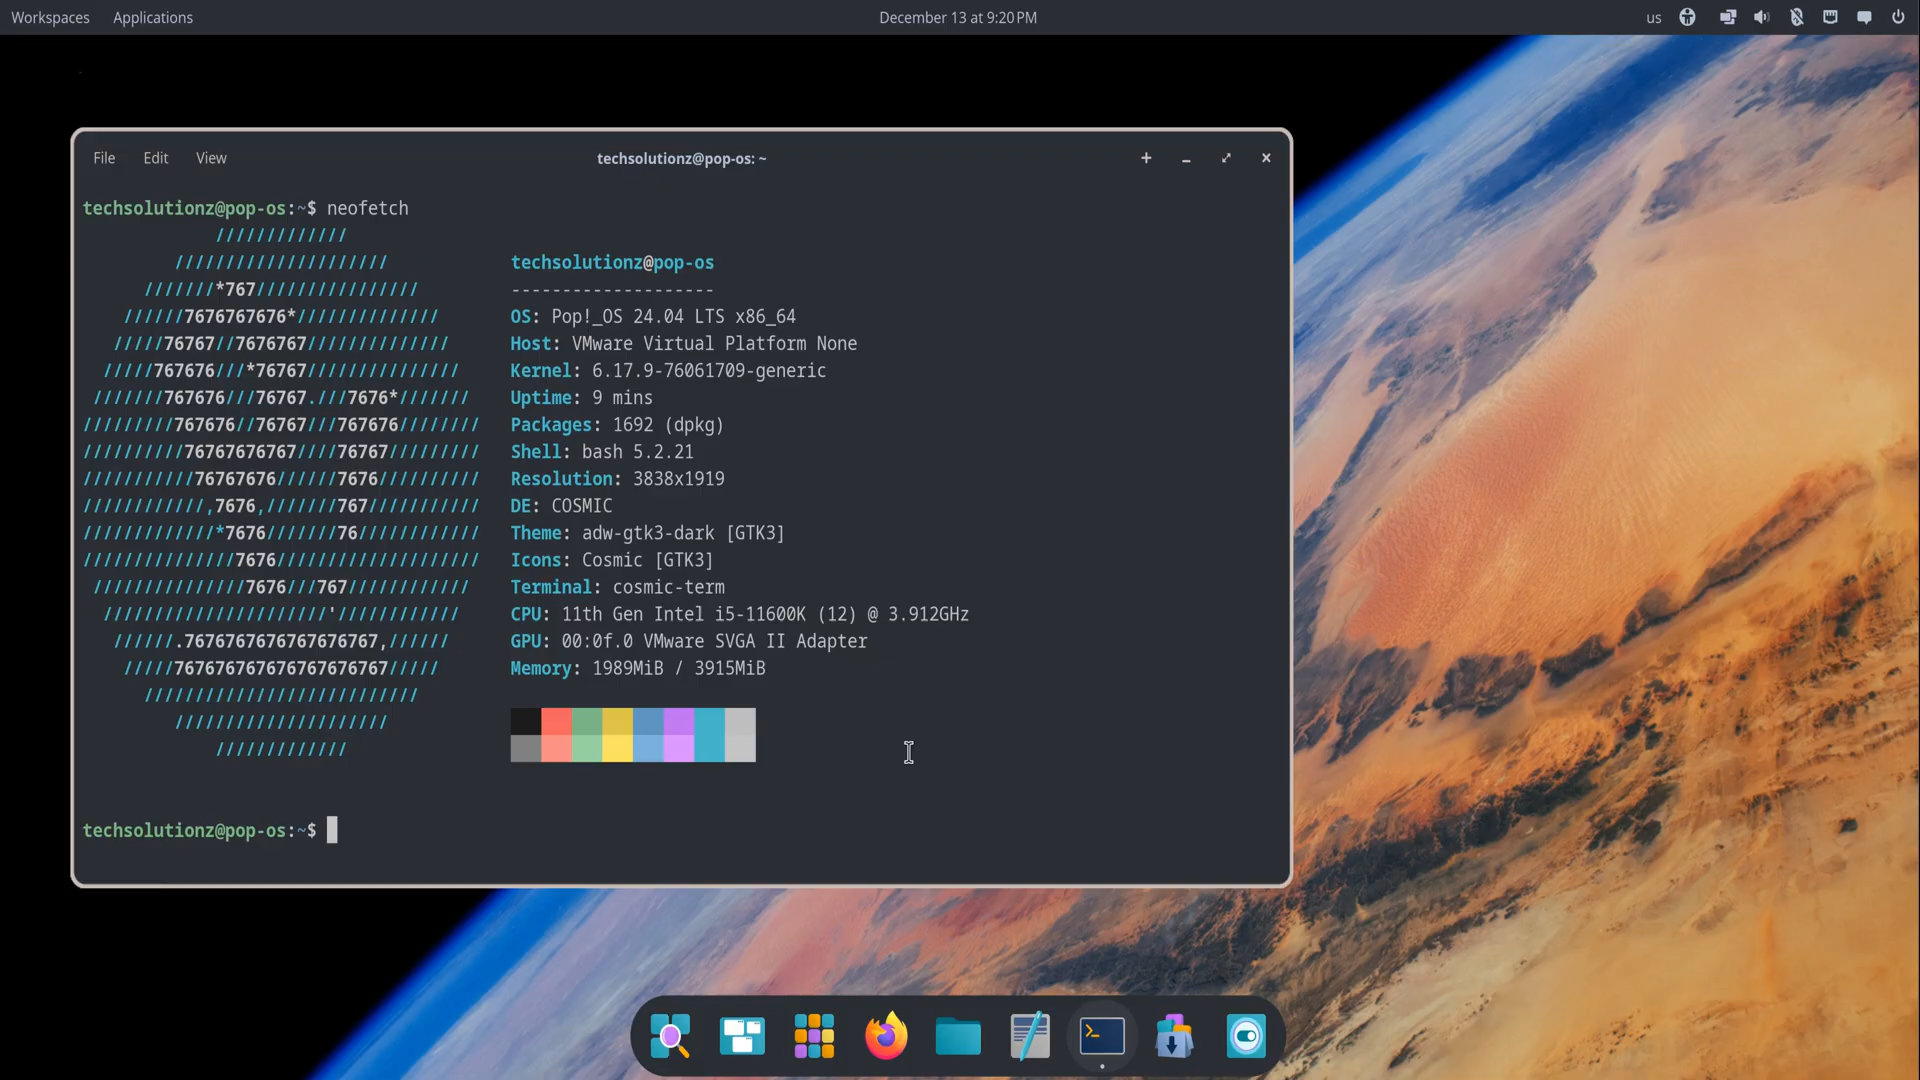 Workspaces Applications December 13 at 9:20 PM us
File Edit View techsolutionz@pop-os: ~
techsolutionz@pop-os:~$ neofetch
/////////////
///////////////////// techsolutionz@pop-os
///////*767//////////////// --------------------
//////7676767676*////////////// OS: Pop!_OS 24.04 LTS x86_64
/////76767//7676767////////////// Host: VMware Virtual Platform None
/////767676///*76767/////////////// Kernel: 6.17.9-76061709-generic
///////767676///76767.///7676*/////// Uptime: 9 mins
/////////767676//76767///767676//////// Packages: 1692 (dpkg)
//////////76767676767////76767///////// Shell: bash 5.2.21
///////////76767676//////7676////////// Resolution: 3838x1919
////////////,7676,///////767/////////// DE: COSMIC
/////////////*7676///////76//////////// Theme: adw-gtk3-dark [GTK3]
///////////////7676//////////////////// Icons: Cosmic [GTK3]
///////////////7676///767//////////// Terminal: cosmic-term
//////////////////////'//////////// CPU: 11th Gen Intel i5-11600K (12) @ 3.912GHz
//////.7676767676767676767,////// GPU: 00:0f.0 VMware SVGA II Adapter
/////767676767676767676767///// Memory: 1989MiB / 3915MiB
///////////////////////////
/////////////////////
/////////////
techsolutionz@pop-os:~$